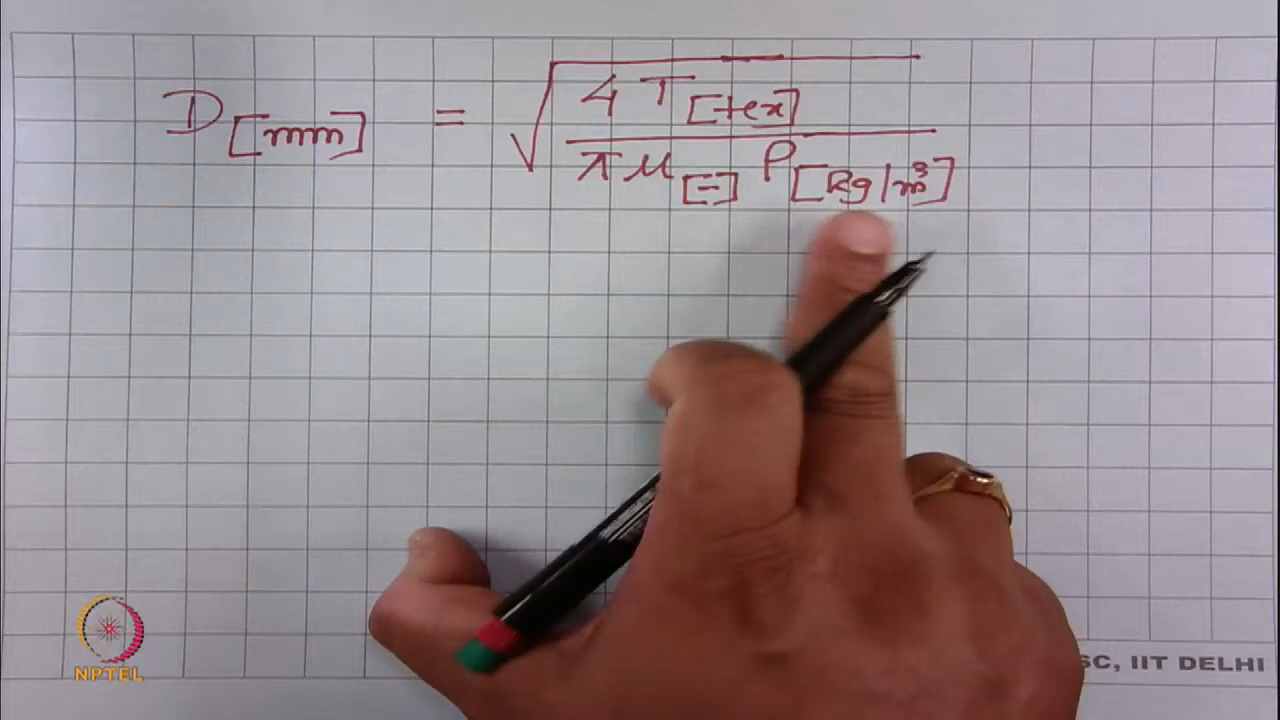 D[mm] = √(4 T[tex] / π μ[-] ρ[kg/m³])
NPTEL
SC, IIT DELHI